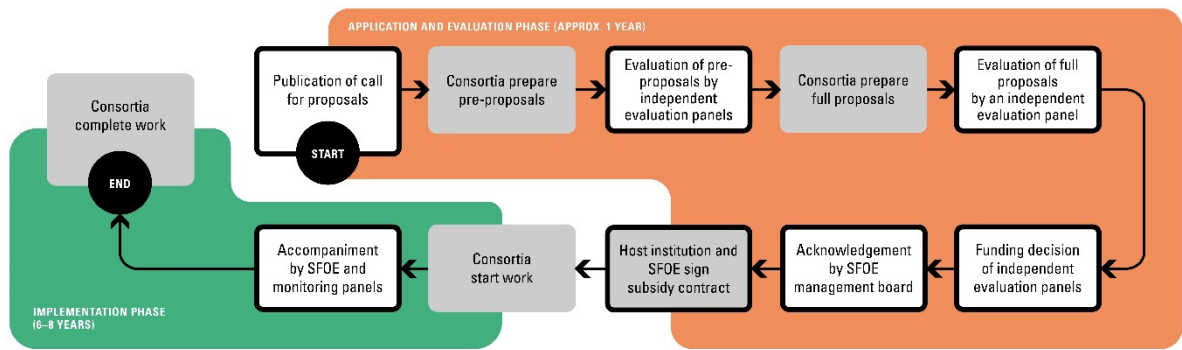 APPLICATION AND EVALUATION PHASE (APPROX. 1 YEAR)
Publication of call
for proposals
START
Consortia prepare
pre-proposals
Evaluation of pre-
proposals by
independent
evaluation panels
Consortia prepare
full proposals
Evaluation of full
proposals
by an independent
evaluation panel
Funding decision
of independent
evaluation panels
Acknowledgement
by SFOE
management board
Host institution and
SFOE sign
subsidy contract
Consortia
start work
Accompaniment
by SFOE and
monitoring panels
Consortia
complete work
END
IMPLEMENTATION PHASE
(6–8 YEARS)